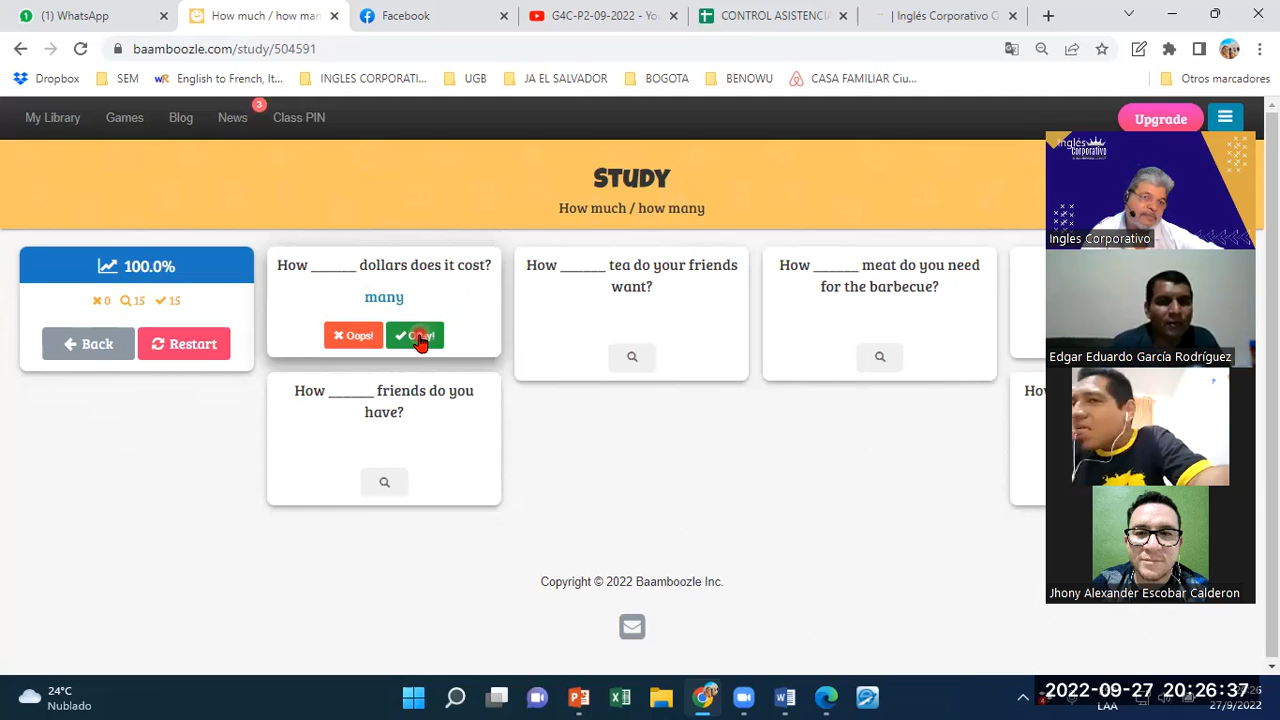 (1) WhatsApp
How much / how man
Facebook
G4C-P2-09-2022 - You
CONTROL ASISTENCIA
| Inglés Corporativo C
baamboozle.com/study/504591
Dropbox
SEM
English to French, It...
INGLES CORPORATI...
UGB
JA EL SALVADOR
BOGOTA
BENOWU
CASA FAMILIAR Ciu...
Otros marcadores
My Library
Games
Blog
News
3
Class PIN
Upgrade
STUDY
How much / how many
100.0%
0
15
15
Back
Restart
How ______ dollars does it cost?
many
Oops!
How ______ tea do your friends
want?
How ______ meat do you need
for the barbecue?
How ______ friends do you
have?
How
Inglés
Corporativo
Ingles Corporativo
Edgar Eduardo García Rodríguez
Jhony Alexander Escobar Calderon
Copyright © 2022 Baamboozle Inc.
24°C
Nublado
LAA
2022-09-27 20:26:37
27/9/2022